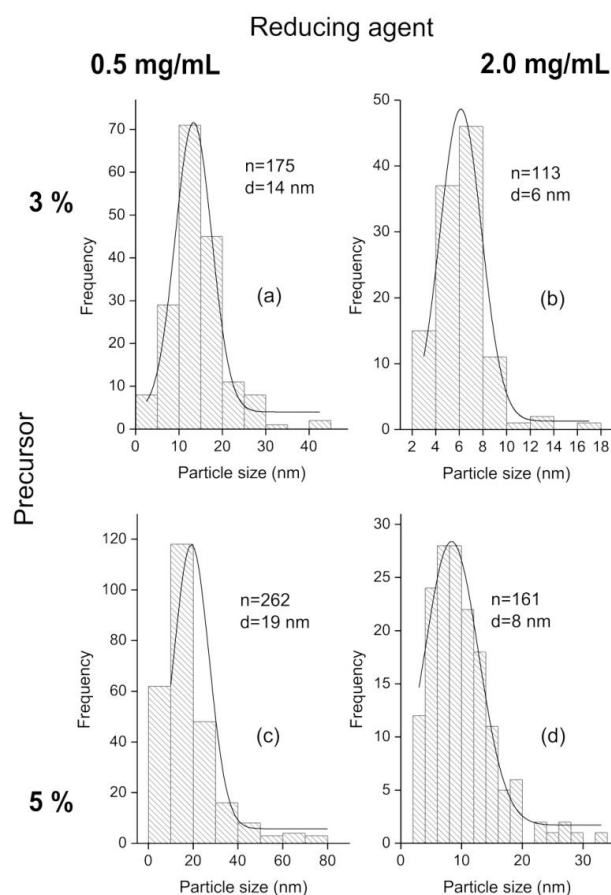 Reducing agent
0.5 mg/mL
2.0 mg/mL
Precursor
3 %
5 %
Frequency
70
60
50
40
30
20
10
0
n=175
d=14 nm
(a)
0 10 20 30 40
Particle size (nm)
Frequency
50
40
30
20
10
0
n=113
d=6 nm
(b)
2 4 6 8 10 12 14 16 18
Particle size (nm)
Frequency
120
100
80
60
40
20
0
n=262
d=19 nm
(c)
0 20 40 60 80
Particle size (nm)
Frequency
30
25
20
15
10
5
0
n=161
d=8 nm
(d)
0 10 20 30
Particle size (nm)